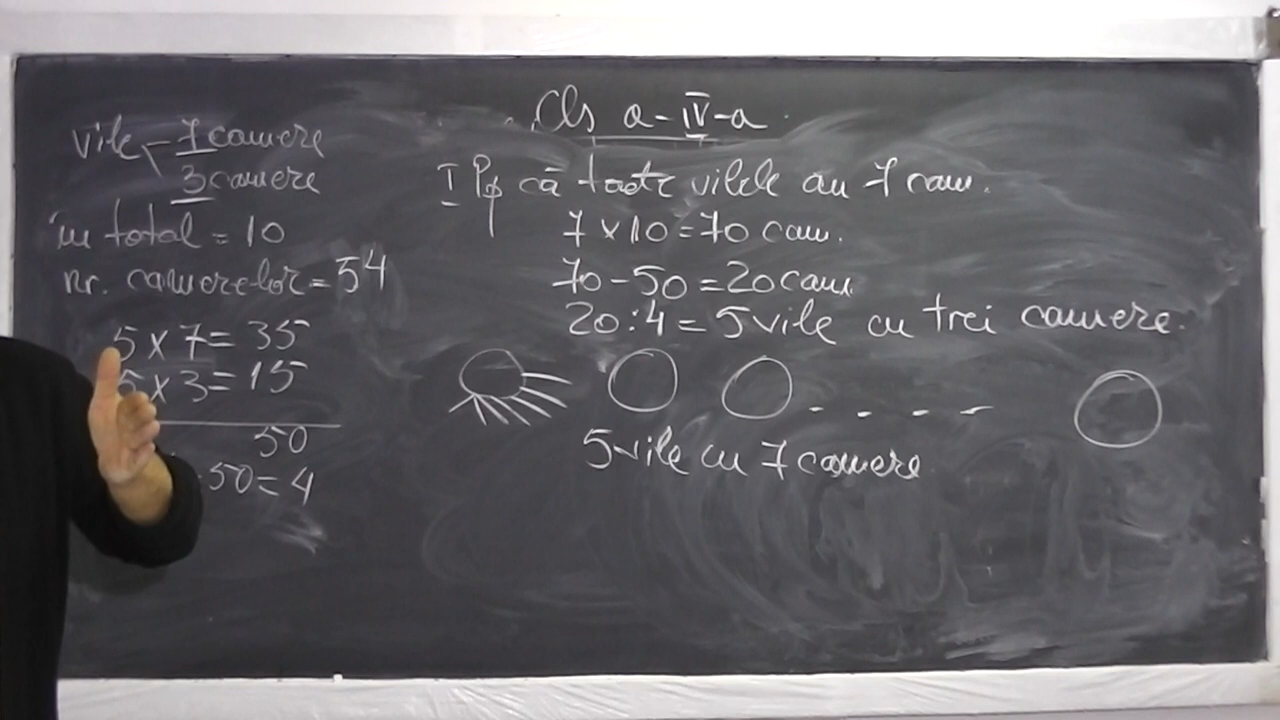 Cls a-IV-a
vile 7 camere
3 camere
în total = 10
nr. camerelor = 54
5 x 7 = 35
5 x 3 = 15
50
50 = 4
I Pp că toate vilele au 7 cam.
7 x 10 = 70 cam.
70 - 50 = 20 cam.
20 : 4 = 5 vile cu trei camere.
5 vile cu 7 camere